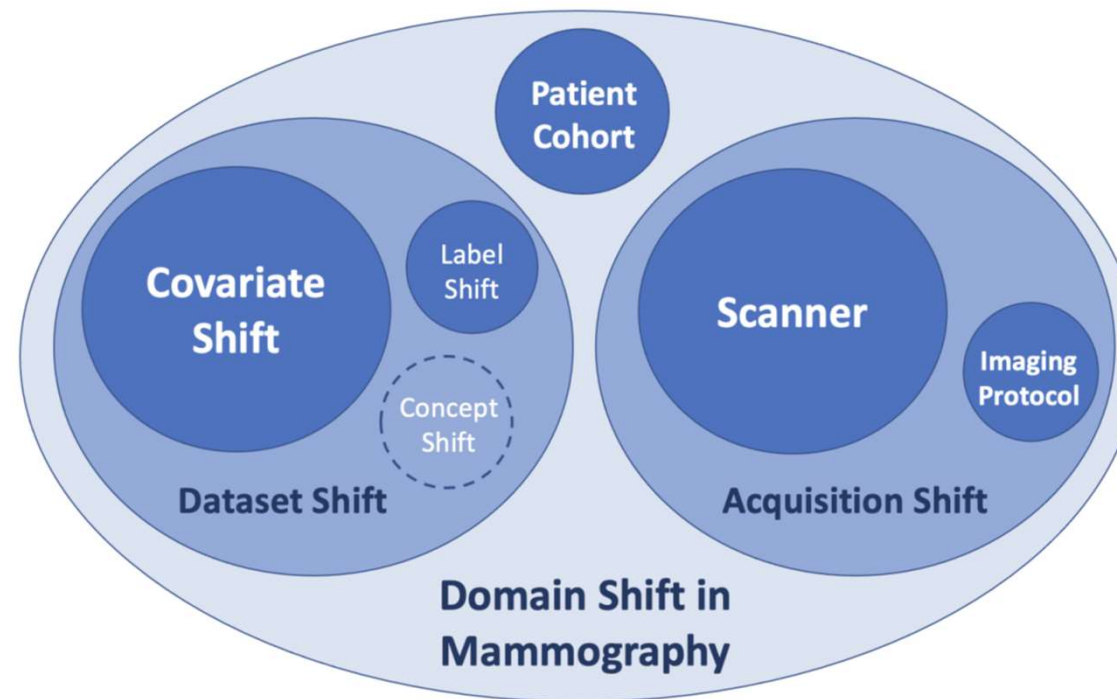 Patient
Cohort
Covariate
Shift
Label
Shift
Concept
Shift
Dataset Shift
Scanner
Imaging
Protocol
Acquisition Shift
Domain Shift in
Mammography